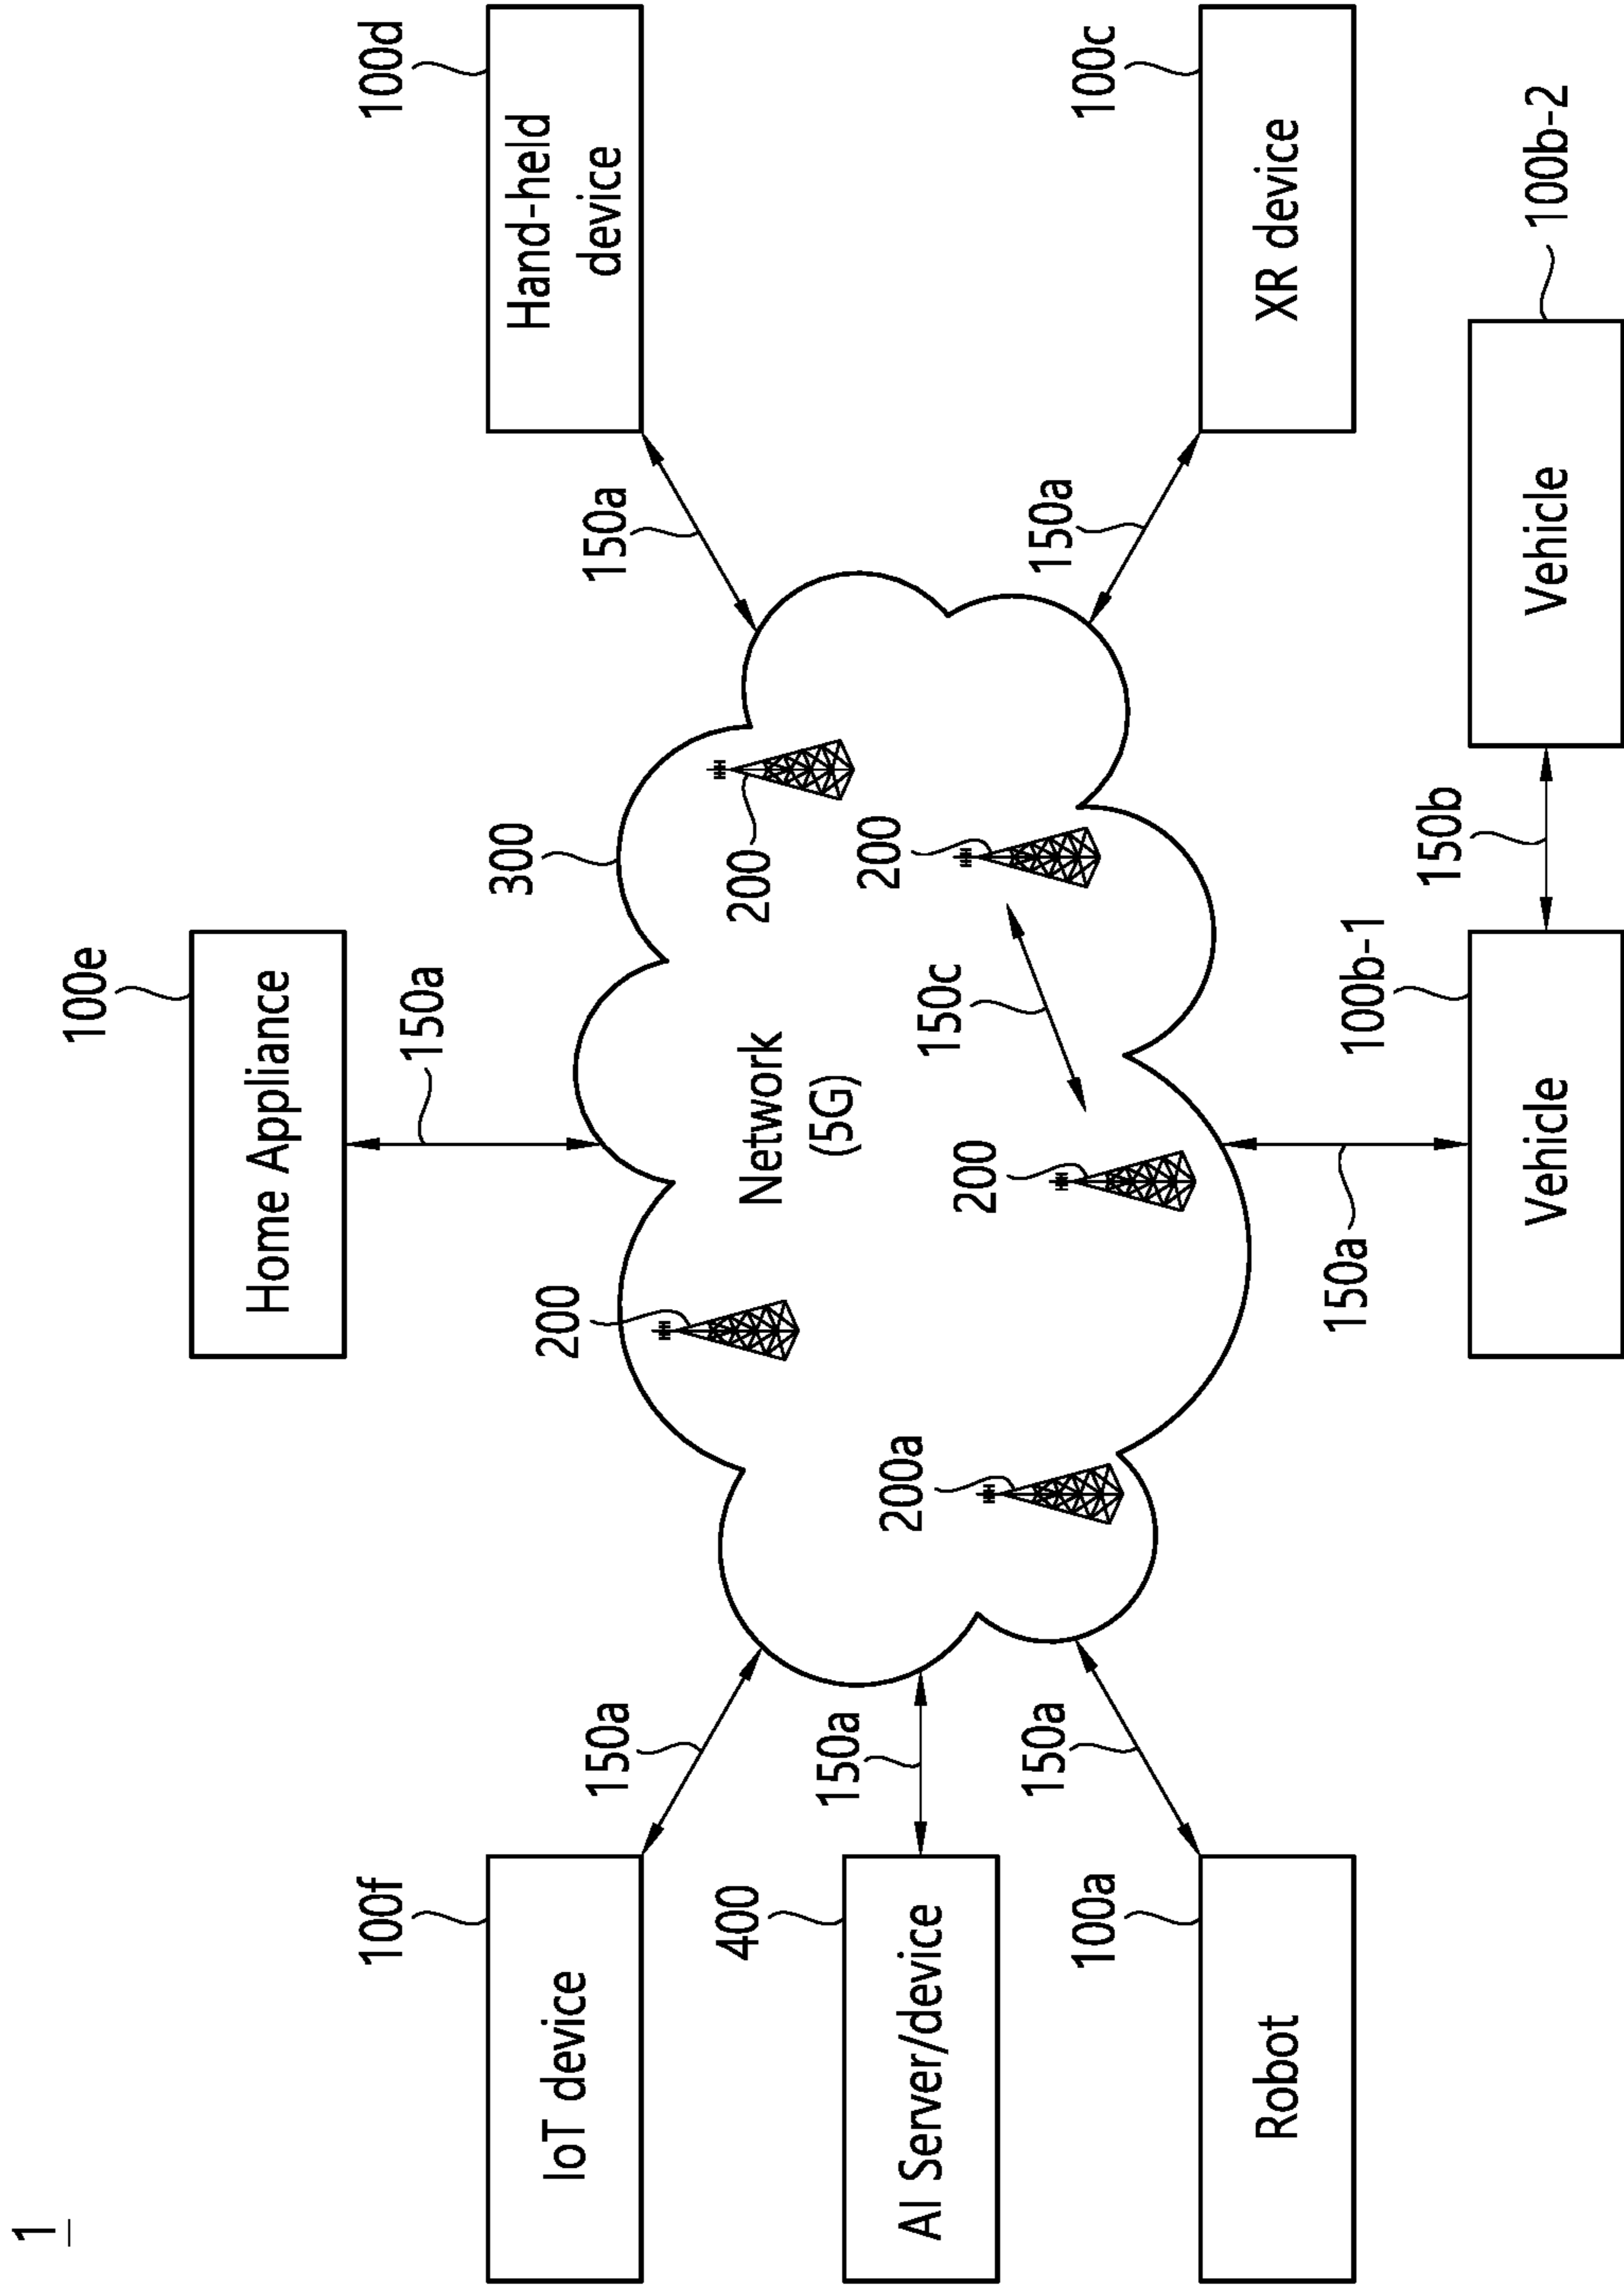 1
100e
Home Appliance
150a
100f
IoT device
150a
300
150a
100d
Hand-held
device
200
Network
(5G)
200
400
AI Server/device
150a
200a
200
150c
200
150a
100a
Robot
150a
100c
XR device
150a
100b-1
Vehicle
150b
Vehicle
100b-2